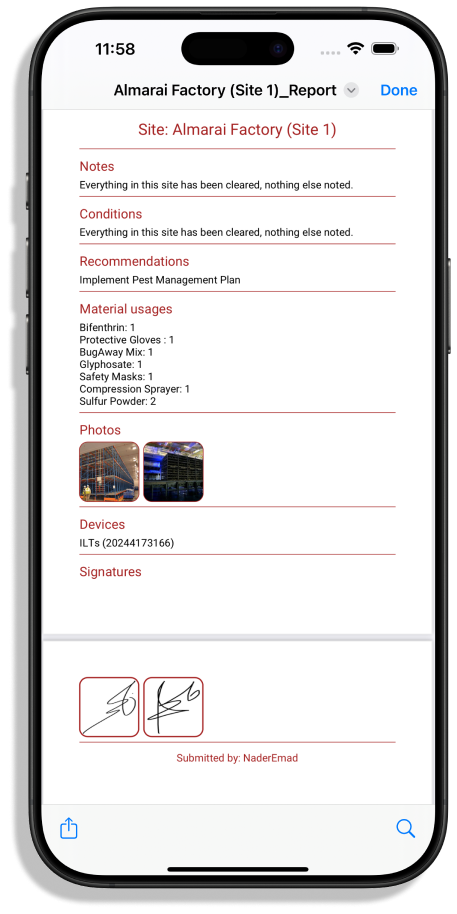 11:58
Almarai Factory (Site 1)_Report
Done
Site: Almarai Factory (Site 1)
Notes
Everything in this site has been cleared, nothing else noted.
Conditions
Everything in this site has been cleared, nothing else noted.
Recommendations
Implement Pest Management Plan
Material usages
Bifenthrin: 1
Protective Gloves : 1
BugAway Mix: 1
Glyphosate: 1
Safety Masks: 1
Compression Sprayer: 1
Sulfur Powder: 2
Photos
Devices
ILTs (20244173166)
Signatures
Submitted by: NaderEmad